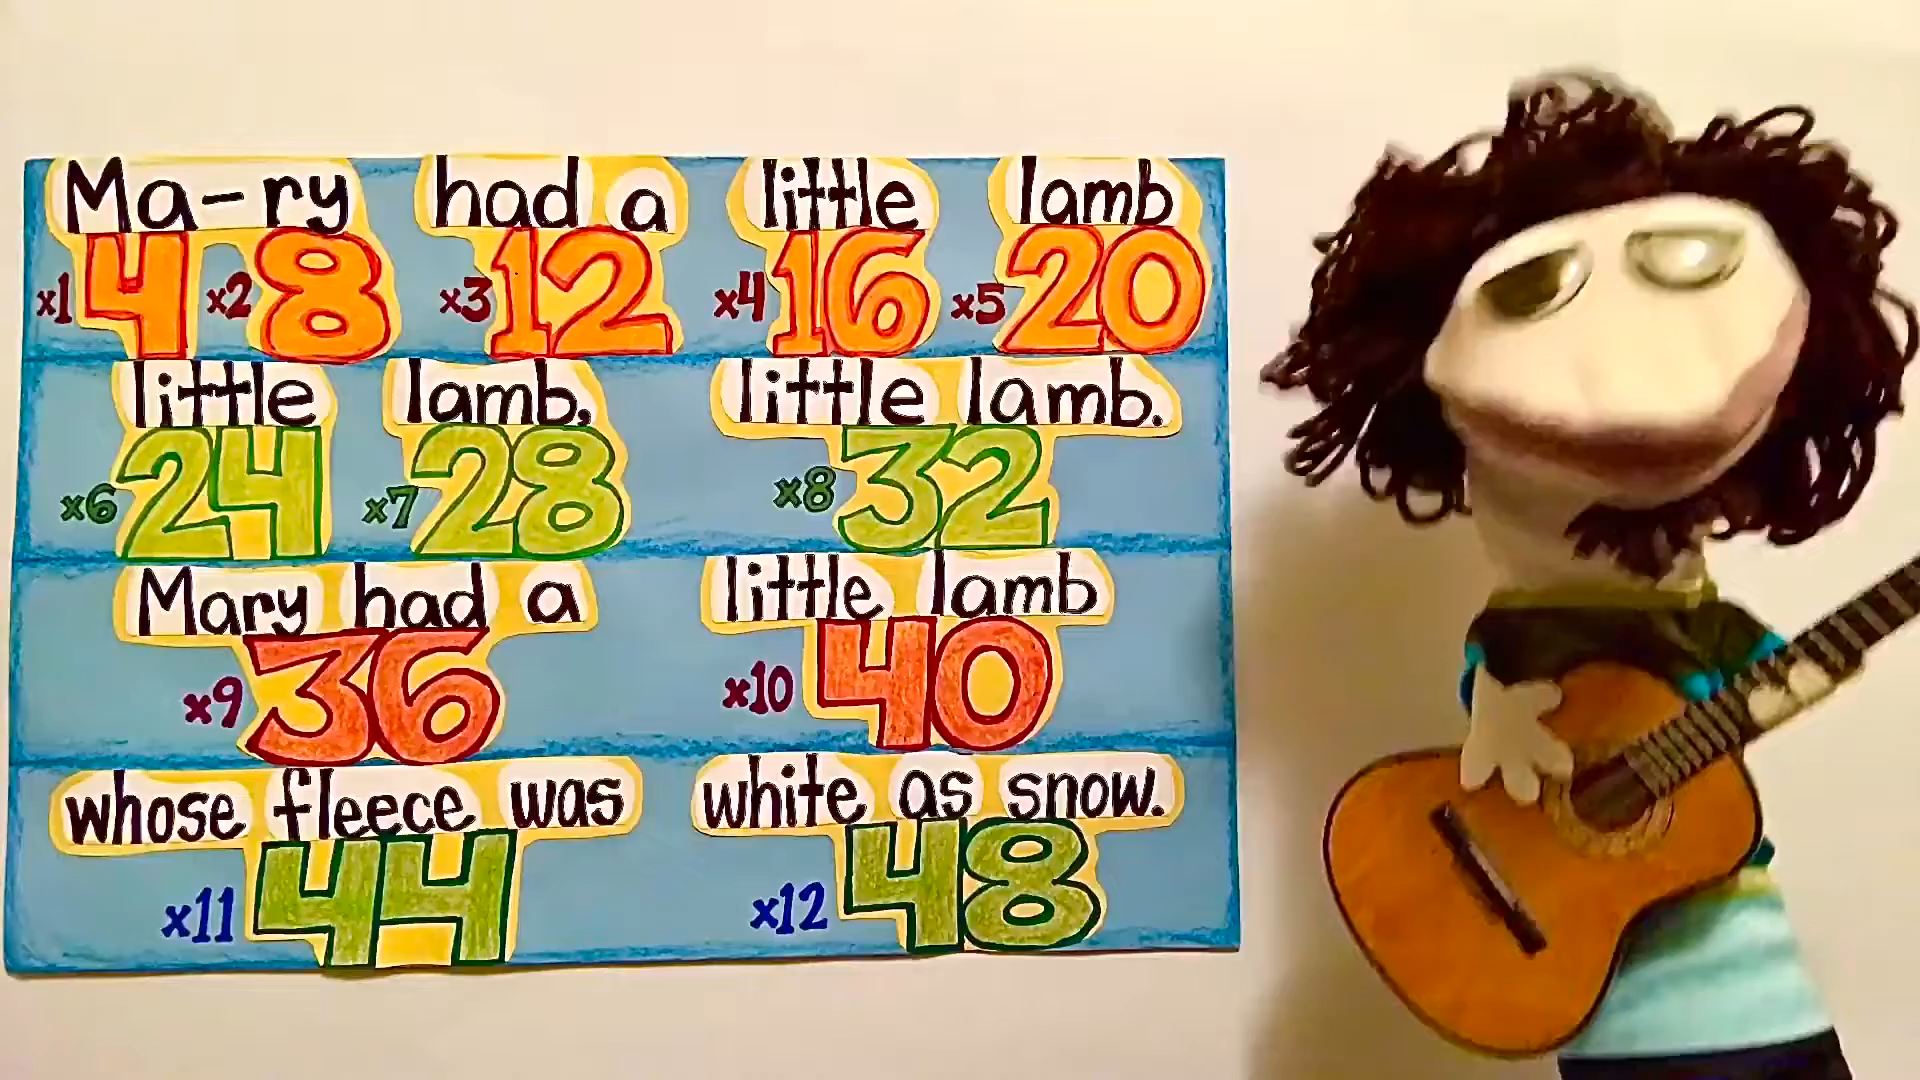 Ma-ry had a little lamb
x1 4 x2 8 x3 12 x4 16 x5 20
little lamb, little lamb.
x6 24 x7 28 x8 32
Mary had a little lamb
x9 36 x10 40
whose fleece was white as snow.
x11 44 x12 48